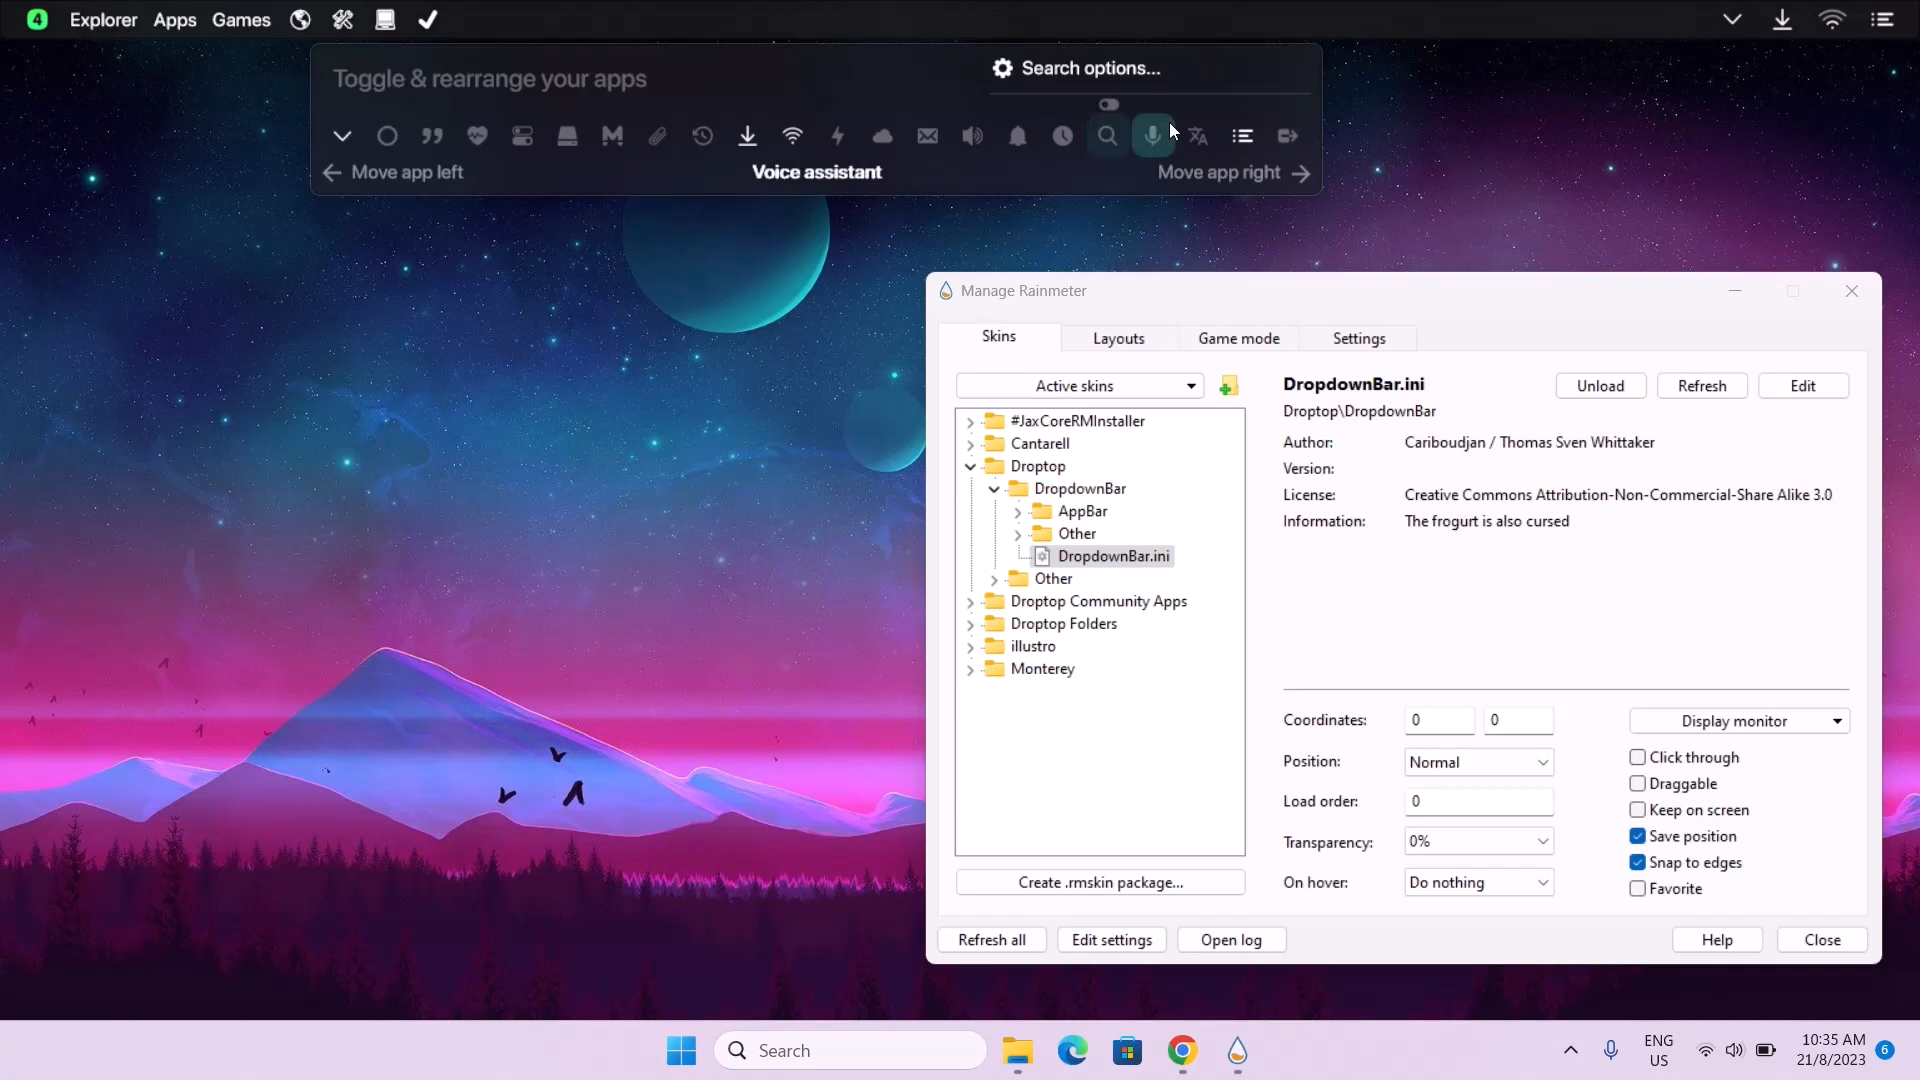 4 Explorer Apps Games
Toggle & rearrange your apps
Search options...
Move app left
Voice assistant
Move app right
Manage Rainmeter
Skins
Layouts
Game mode
Settings
Active skins
#JaxCoreRMInstaller
Cantarell
Droptop
DropdownBar
AppBar
Other
DropdownBar.ini
Other
Droptop Community Apps
Droptop Folders
illustro
Monterey
Create .rmskin package...
DropdownBar.ini
Unload
Refresh
Edit
Droptop\DropdownBar
Author: Cariboudjan / Thomas Sven Whittaker
Version:
License: Creative Commons Attribution-Non-Commercial-Share Alike 3.0
Information: The frogurt is also cursed
Coordinates: 0 0
Display monitor
Position: Normal
Load order: 0
Transparency: 0%
On hover: Do nothing
Click through
Draggable
Keep on screen
Save position
Snap to edges
Favorite
Refresh all
Edit settings
Open log
Help
Close
Search
ENG
US
10:35 AM
21/8/2023
6